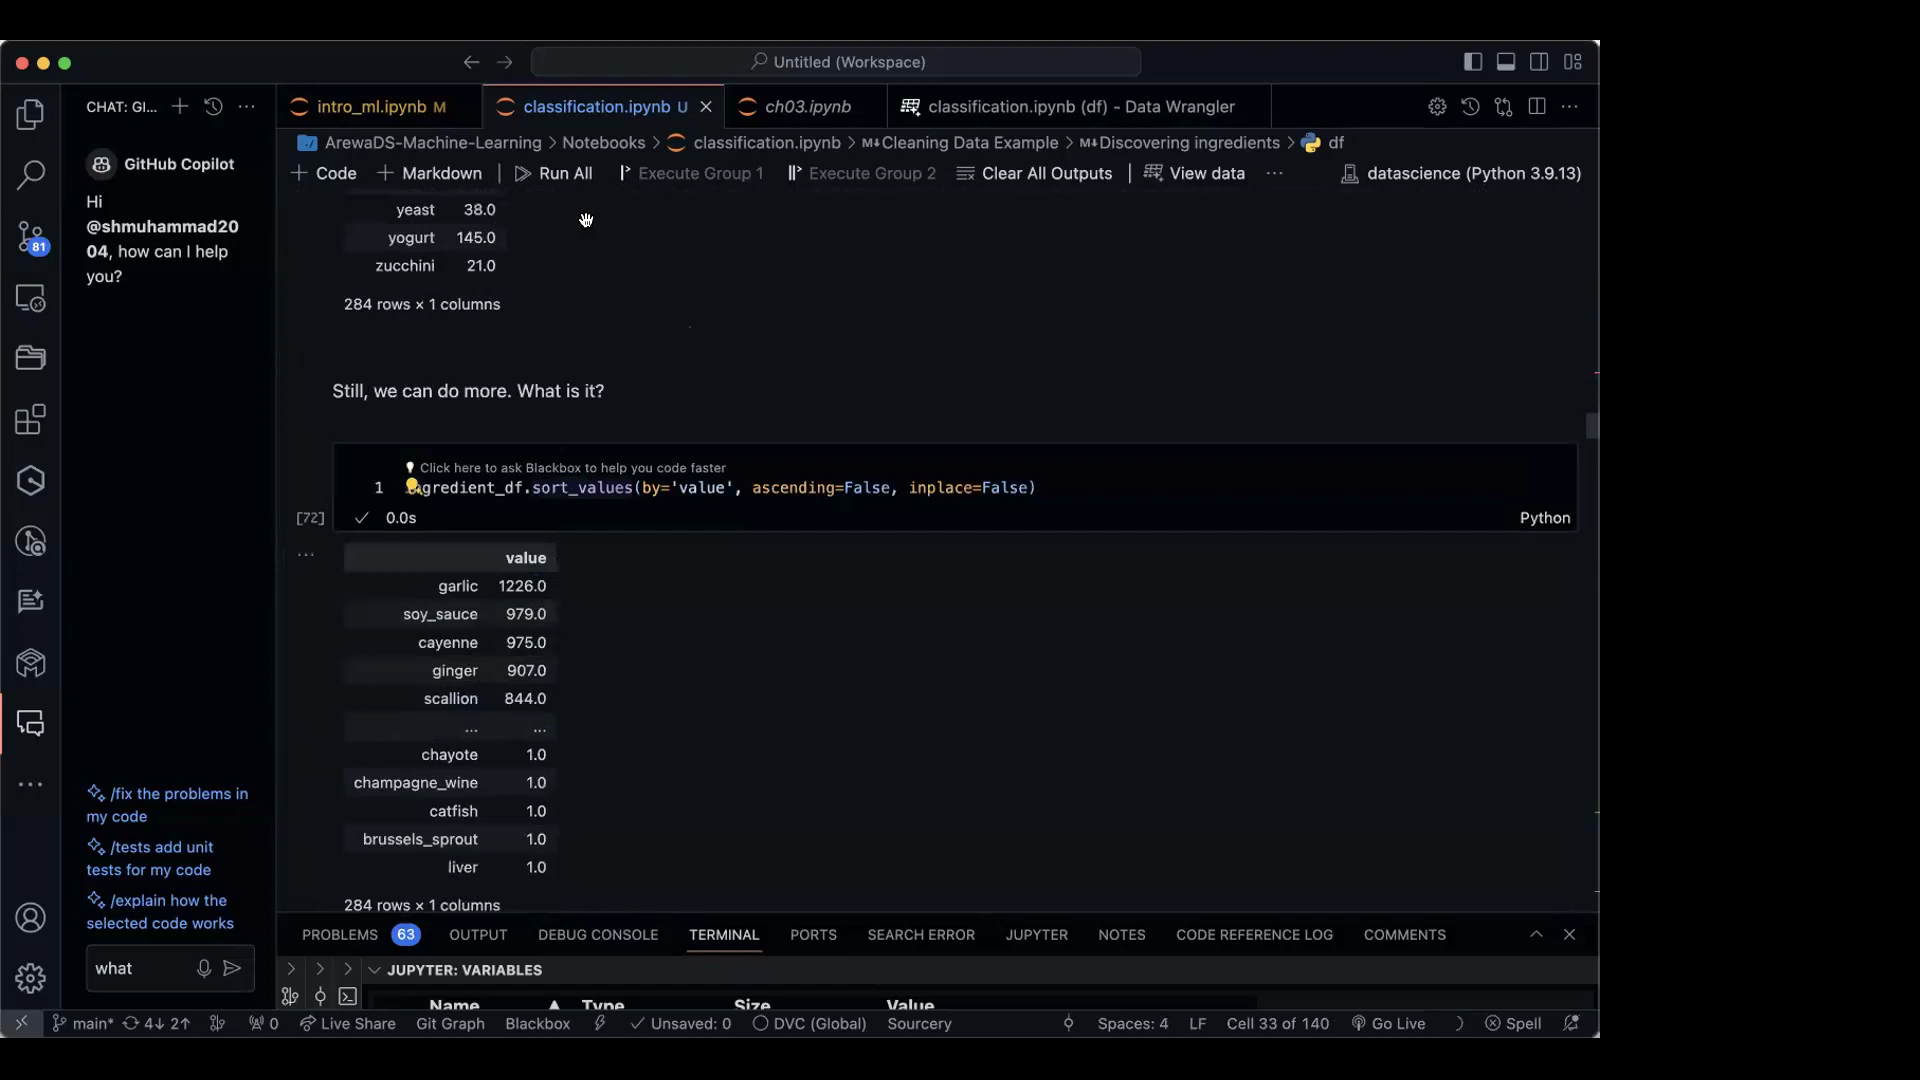 Untitled (Workspace)
CHAT: GI...
intro_ml.ipynb M
classification.ipynb U
ch03.ipynb
classification.ipynb (df) - Data Wrangler
ArewaDS-Machine-Learning > Notebooks > classification.ipynb > M↓Cleaning Data Example > M↓Discovering ingredients > df
+ Code + Markdown Run All Execute Group 1 Execute Group 2 Clear All Outputs View data ... datascience (Python 3.9.13)
GitHub Copilot
Hi
@shmuhammad20
04, how can I help
you?
81
yeast 38.0
yogurt 145.0
zucchini 21.0
284 rows × 1 columns
Still, we can do more. What is it?
Click here to ask Blackbox to help you code faster
1 gredient_df.sort_values(by='value', ascending=False, inplace=False)
[72] 0.0s Python
value
garlic 1226.0
soy_sauce 979.0
cayenne 975.0
ginger 907.0
scallion 844.0
... ...
chayote 1.0
champagne_wine 1.0
catfish 1.0
brussels_sprout 1.0
liver 1.0
284 rows × 1 columns
/fix the problems in
my code
/tests add unit
tests for my code
/explain how the
selected code works
what
PROBLEMS 63 OUTPUT DEBUG CONSOLE TERMINAL PORTS SEARCH ERROR JUPYTER NOTES CODE REFERENCE LOG COMMENTS
JUPYTER: VARIABLES
Name Type Size Value
main* 4↓ 2↑ 0 Live Share Git Graph Blackbox Unsaved: 0 DVC (Global) Sourcery Spaces: 4 LF Cell 33 of 140 Go Live Spell